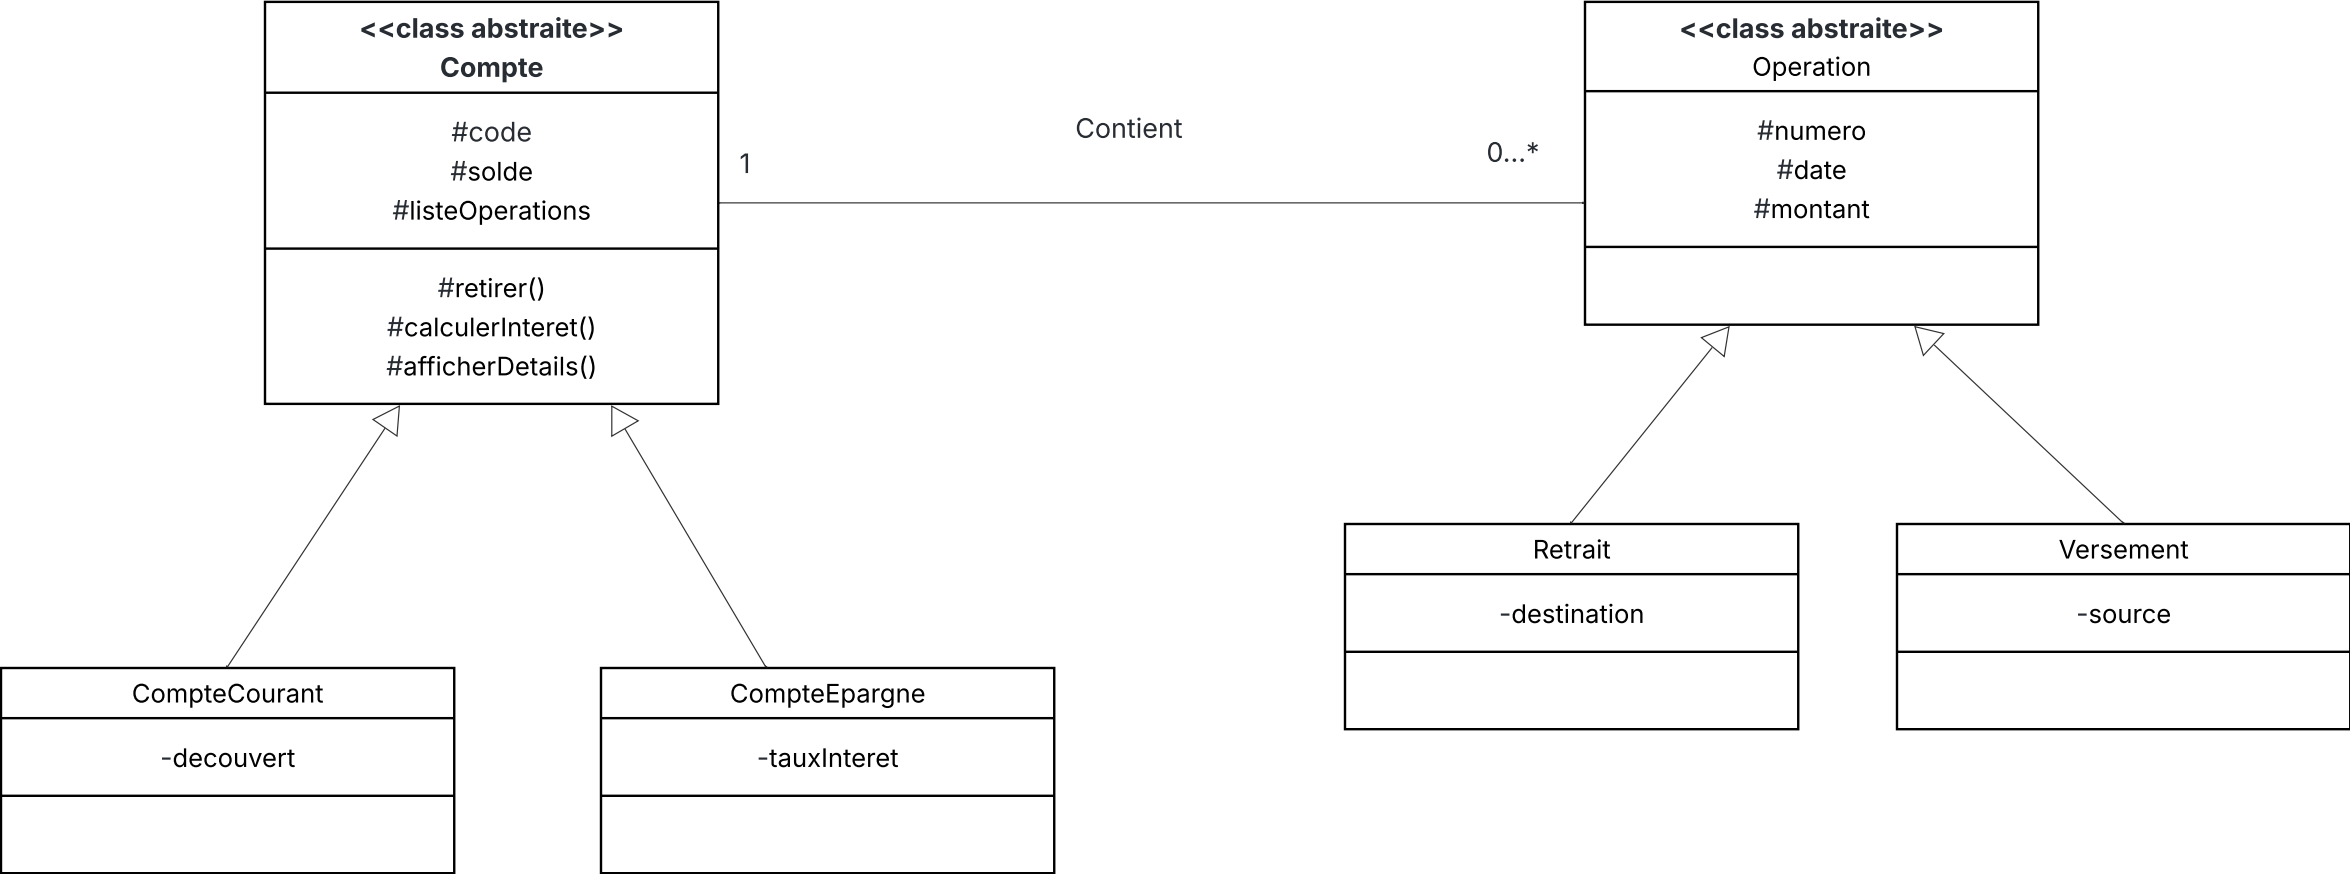 <<class abstraite>>
Compte
#code
#solde
#listeOperations
#retirer()
#calculerInteret()
#afficherDetails()
Contient
1
0...*
<<class abstraite>>
Operation
#numero
#date
#montant
CompteCourant
-decouvert
CompteEpargne
-tauxInteret
Retrait
-destination
Versement
-source